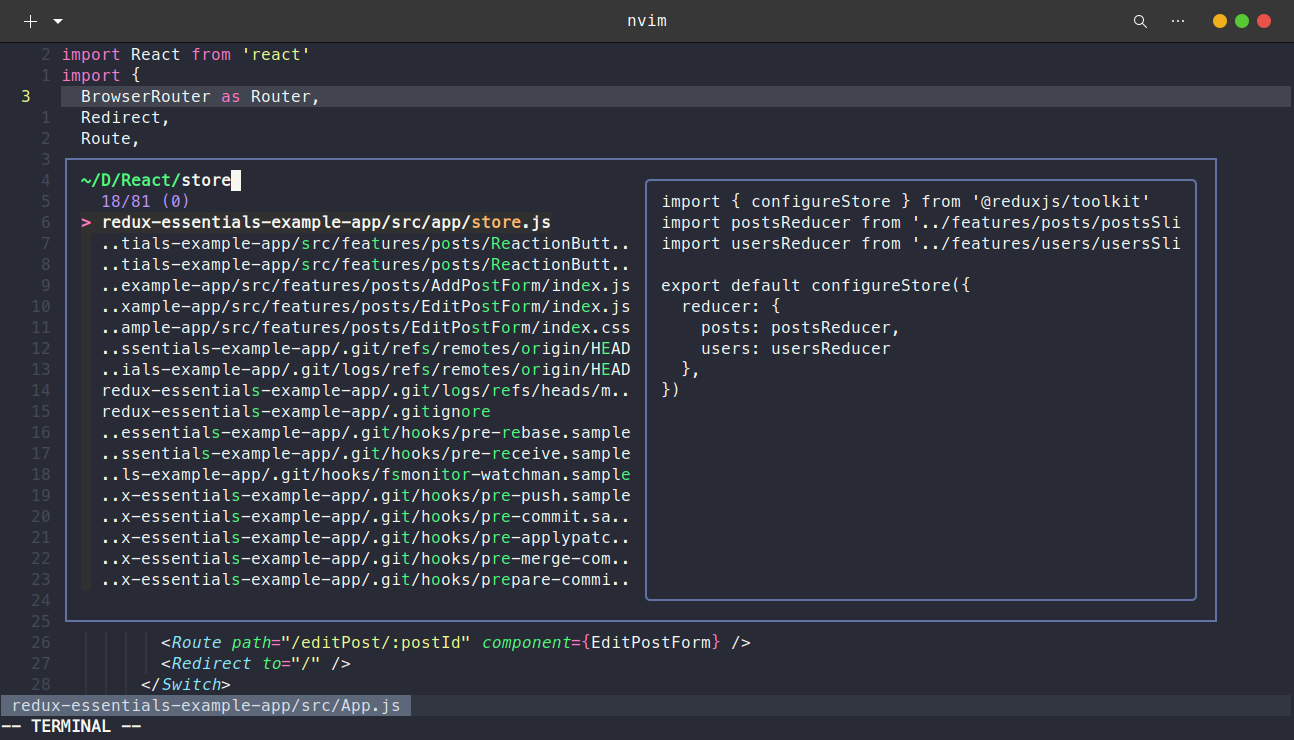 nvim
2 import React from 'react'
1 import {
3 BrowserRouter as Router,
1 Redirect,
2 Route,
3
4 ~/D/React/store
5 18/81 (0)
6 > redux-essentials-example-app/src/app/store.js
7 ..tials-example-app/src/features/posts/ReactionButt..
8 ..tials-example-app/src/features/posts/ReactionButt..
9 ..example-app/src/features/posts/AddPostForm/index.js
10 ..xample-app/src/features/posts/EditPostForm/index.js
11 ..ample-app/src/features/posts/EditPostForm/index.css
12 ..ssentials-example-app/.git/refs/remotes/origin/HEAD
13 ..ials-example-app/.git/logs/refs/remotes/origin/HEAD
14 redux-essentials-example-app/.git/logs/refs/heads/m..
15 redux-essentials-example-app/.gitignore
16 ..essentials-example-app/.git/hooks/pre-rebase.sample
17 ..ssentials-example-app/.git/hooks/pre-receive.sample
18 ..ls-example-app/.git/hooks/fsmonitor-watchman.sample
19 ..x-essentials-example-app/.git/hooks/pre-push.sample
20 ..x-essentials-example-app/.git/hooks/pre-commit.sa..
21 ..x-essentials-example-app/.git/hooks/pre-applypatc..
22 ..x-essentials-example-app/.git/hooks/pre-merge-com..
23 ..x-essentials-example-app/.git/hooks/prepare-commi..
24
25
import { configureStore } from '@reduxjs/toolkit'
import postsReducer from '../features/posts/postsSli
import usersReducer from '../features/users/usersSli
export default configureStore({
reducer: {
posts: postsReducer,
users: usersReducer
},
})
26 <Route path="/editPost/:postId" component={EditPostForm} />
27 <Redirect to="/" />
28 </Switch>
redux-essentials-example-app/src/App.js
-- TERMINAL --